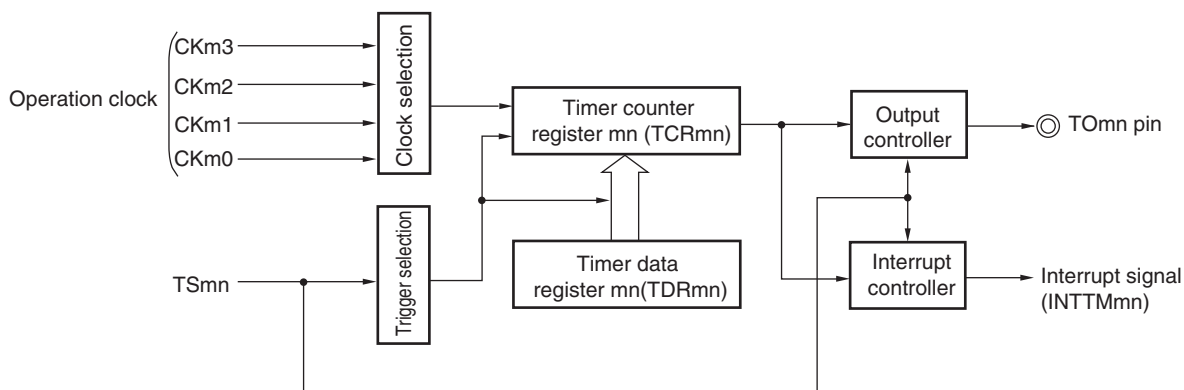 Operation clock
CKm3
CKm2
CKm1
CKm0
Clock selection
Timer counter
register mn (TCRmn)
Output
controller
TOmn pin
TSmn
Trigger selection
Timer data
register mn(TDRmn)
Interrupt
controller
Interrupt signal
(INTTMmn)